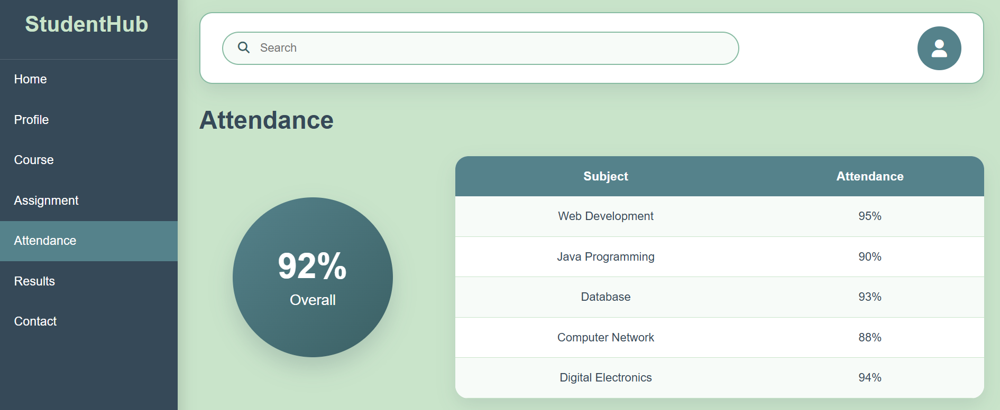 StudentHub
Home
Profile
Course
Assignment
Attendance
Results
Contact
Search
Attendance
92%
Overall
Subject Attendance
Web Development 95%
Java Programming 90%
Database 93%
Computer Network 88%
Digital Electronics 94%